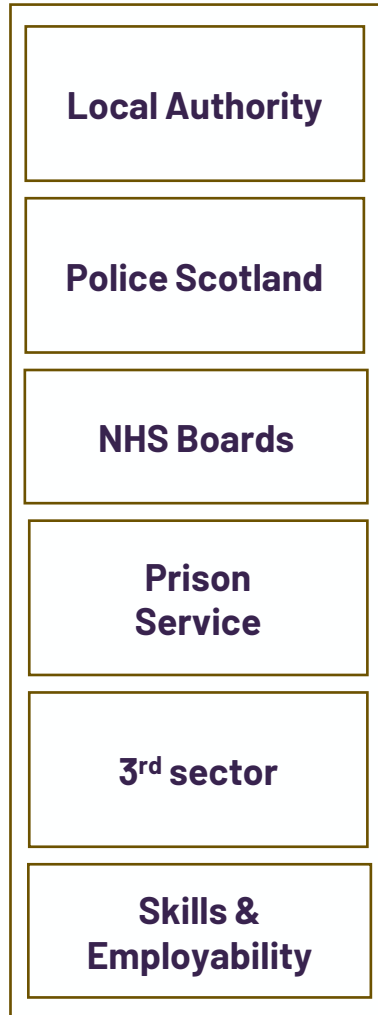 Local Authority
Police Scotland
NHS Boards
Prison
Service
3rd sector
Skills &
Employability